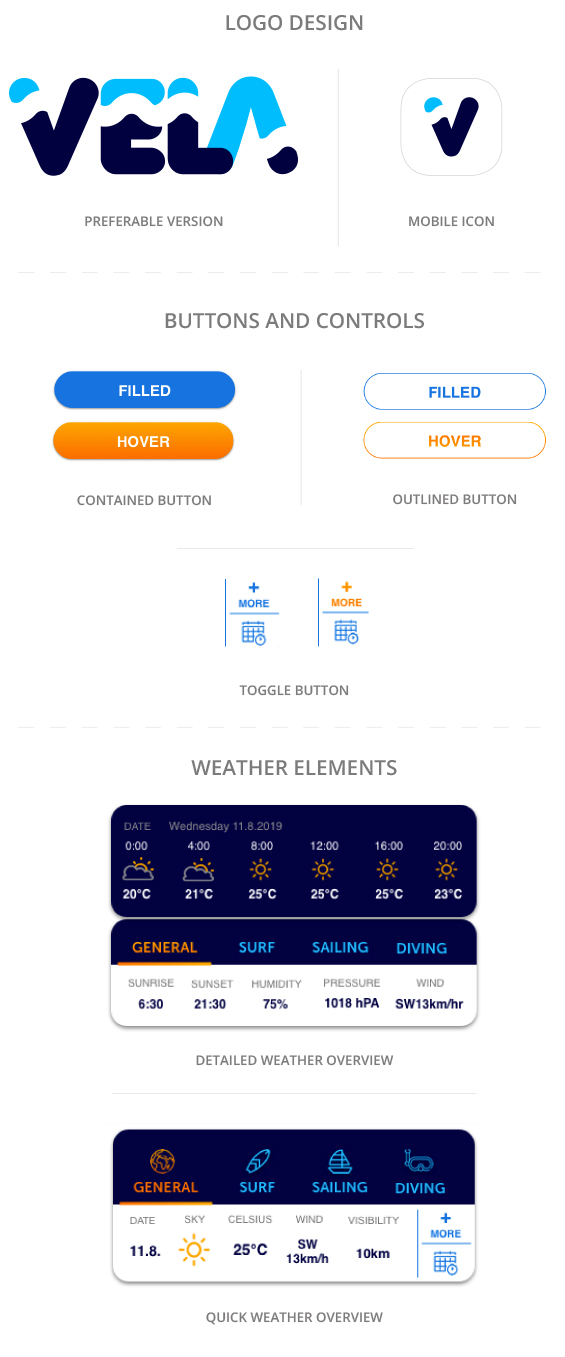 LOGO DESIGN
VELA
V
PREFERABLE VERSION
MOBILE ICON
BUTTONS AND CONTROLS
FILLED
HOVER
CONTAINED BUTTON
FILLED
HOVER
OUTLINED BUTTON
+
MORE
+
MORE
TOGGLE BUTTON
WEATHER ELEMENTS
DATE Wednesday 11.8.2019
0:00 4:00 8:00 12:00 16:00 20:00
20°C 21°C 25°C 25°C 25°C 23°C
GENERAL SURF SAILING DIVING
SUNRISE SUNSET HUMIDITY PRESSURE WIND
6:30 21:30 75% 1018 hPA SW13km/hr
DETAILED WEATHER OVERVIEW
GENERAL SURF SAILING DIVING
DATE SKY CELSIUS WIND VISIBILITY
11.8. 25°C SW 13km/h 10km
+
MORE
QUICK WEATHER OVERVIEW